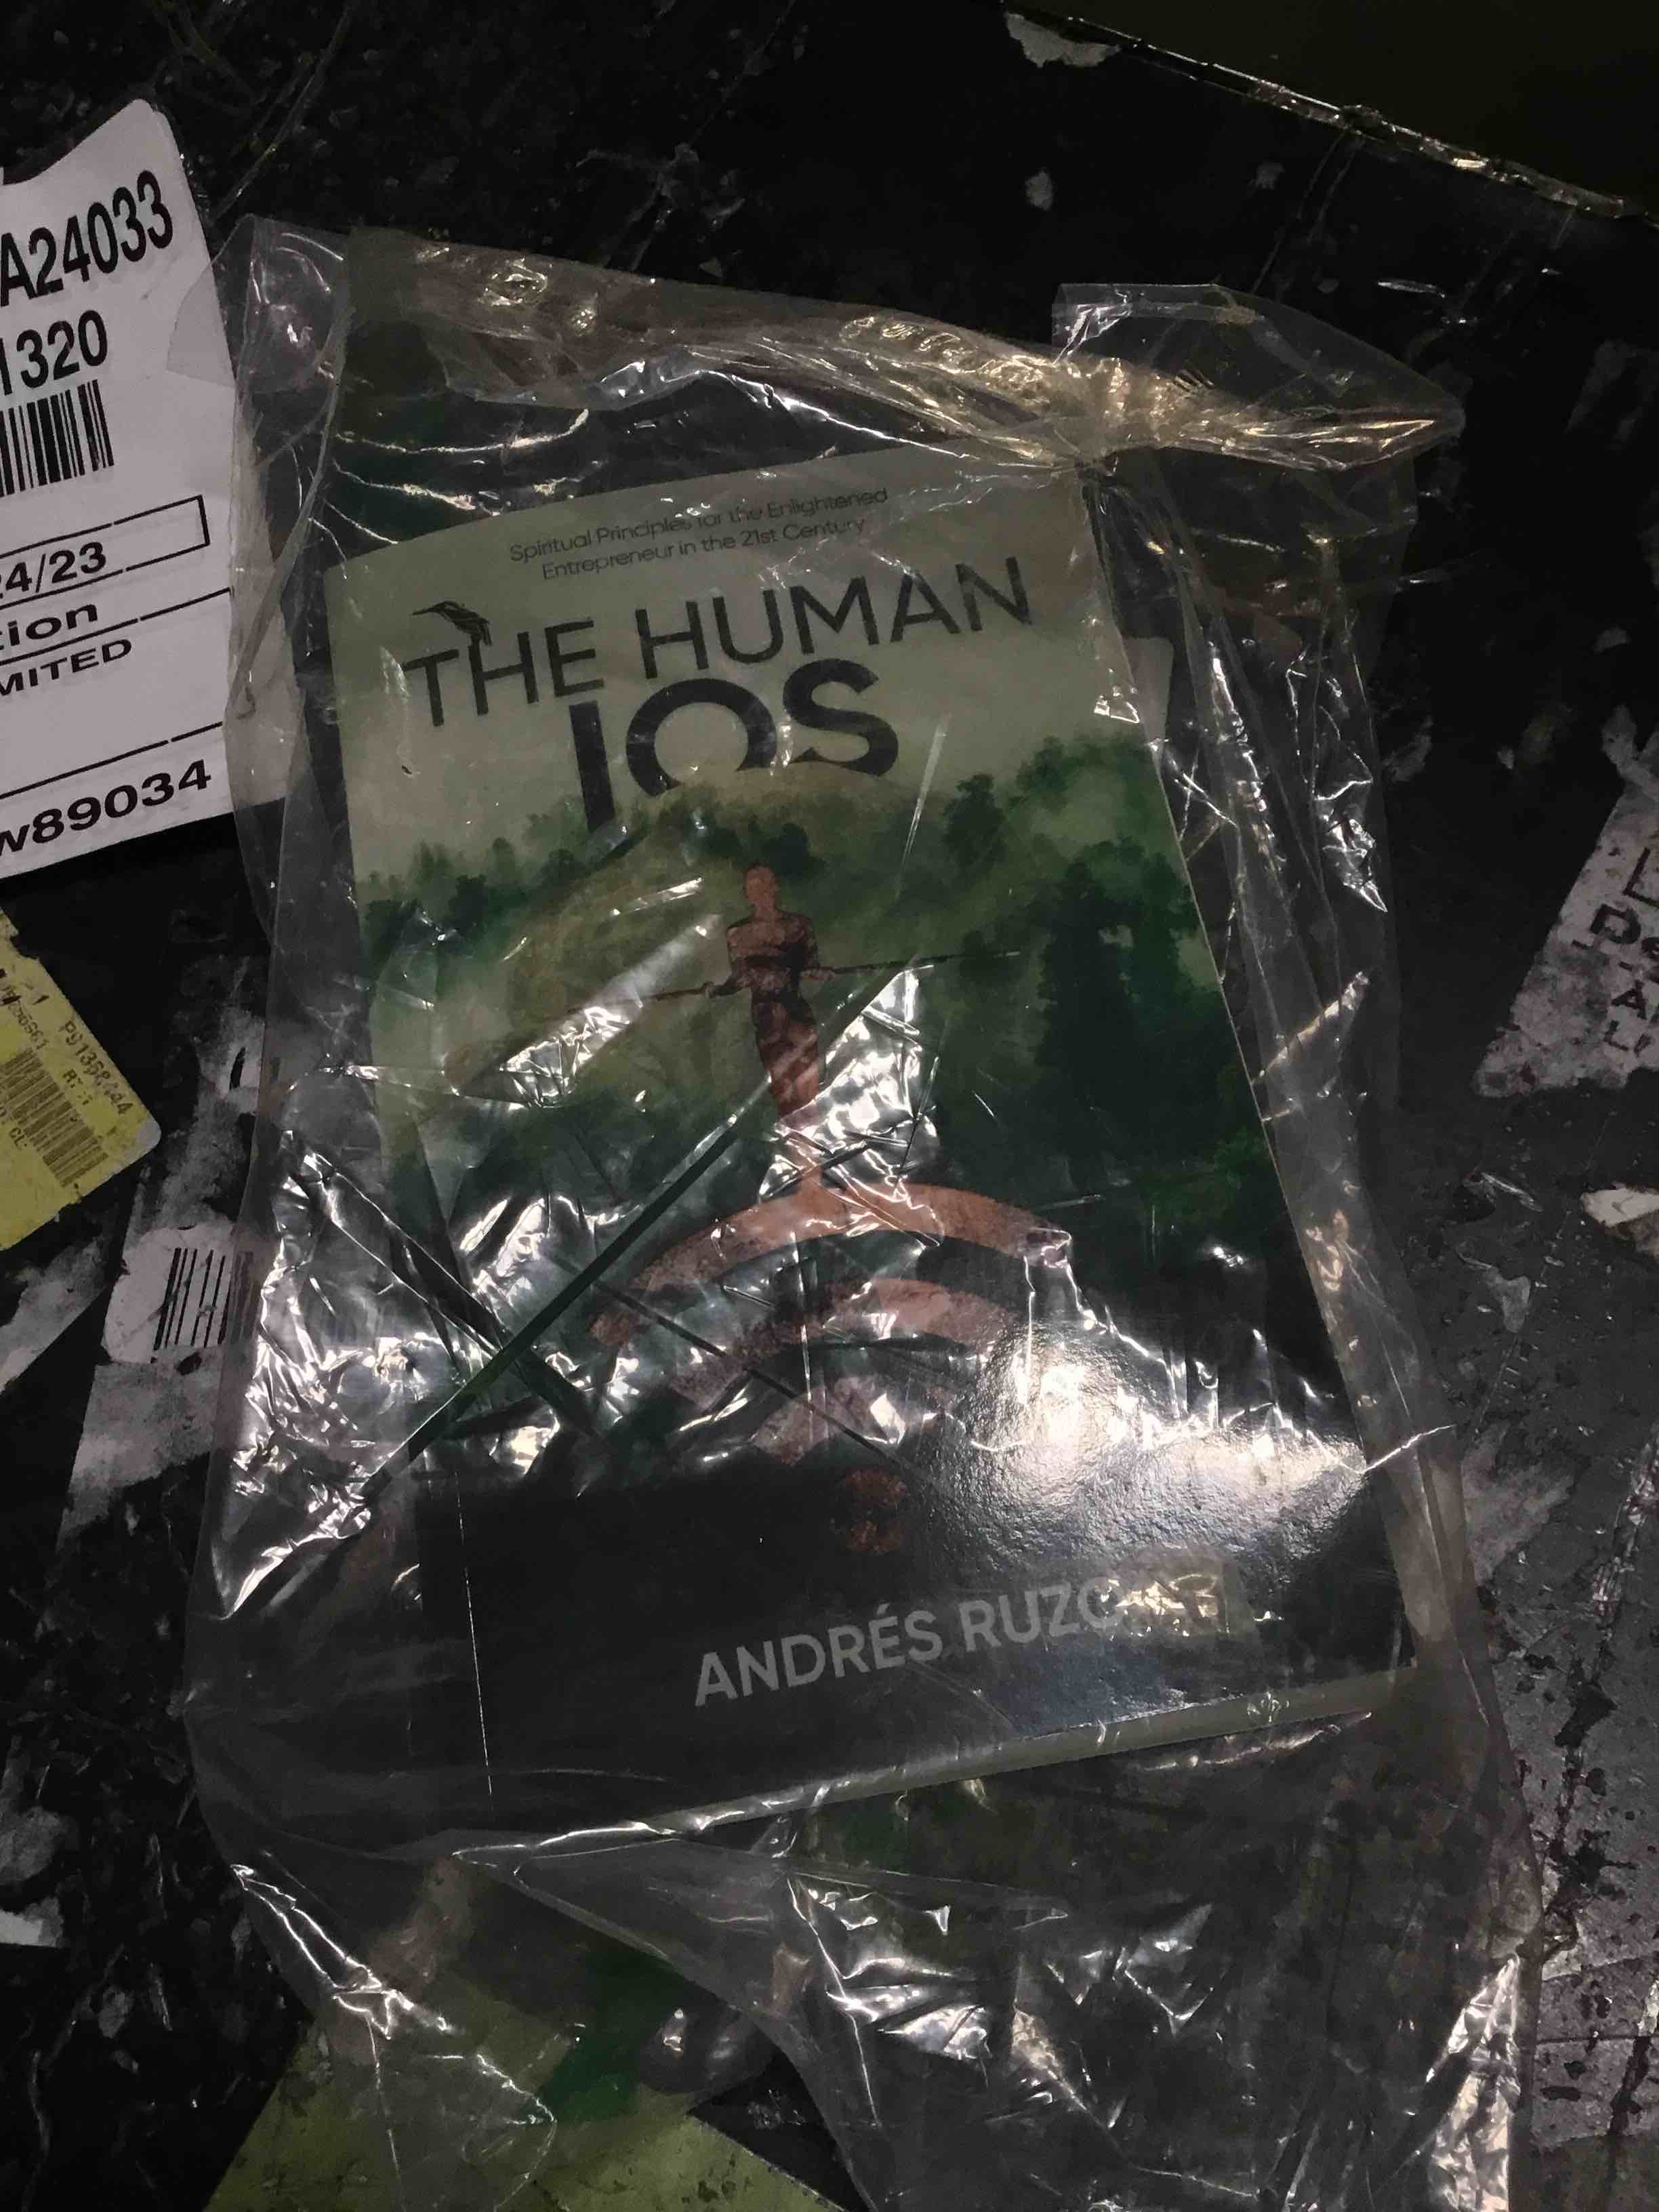 A24033
1320
24/23
tion
MITED
w89034
Spiritual Principles for the Enlightened
Entrepreneur in the 21st Century
THE HUMAN
IOS
ANDRÉS RUZO